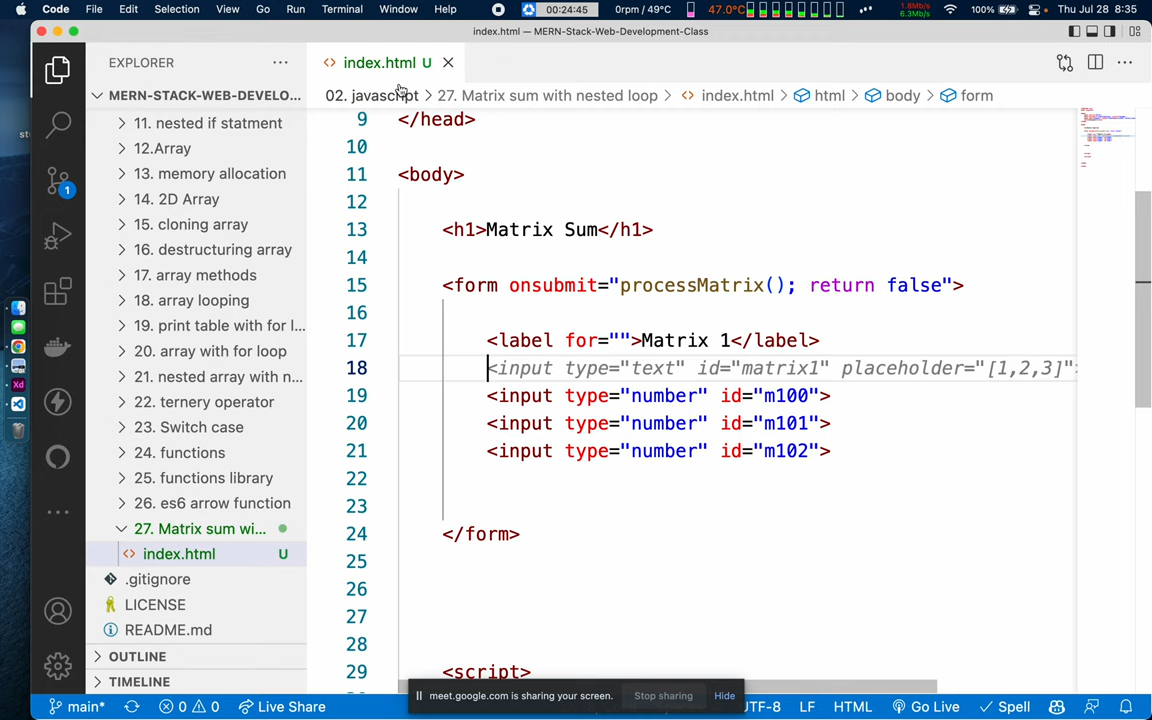 Code File Edit Selection View Go Run Terminal Window Help 00:24:45 0rpm / 49°C 47.0°C 1.8Mb/s 6.3Mb/s 100% Thu Jul 28 8:35
index.html — MERN-Stack-Web-Development-Class
EXPLORER
index.html U
MERN-STACK-WEB-DEVELO...
02. javascript > 27. Matrix sum with nested loop > index.html > html > body > form
11. nested if statment
12.Array
13. memory allocation
14. 2D Array
15. cloning array
16. destructuring array
17. array methods
18. array looping
19. print table with for l...
20. array with for loop
21. nested array with n...
22. ternery operator
23. Switch case
24. functions
25. functions library
26. es6 arrow function
27. Matrix sum wi...
index.html U
.gitignore
LICENSE
README.md
OUTLINE
TIMELINE
1
9 </head>
10
11 <body>
12
13 <h1>Matrix Sum</h1>
14
15 <form onsubmit="processMatrix(); return false">
16
17 <label for="">Matrix 1</label>
18 <input type="text" id="matrix1" placeholder="[1,2,3]">
19 <input type="number" id="m100">
20 <input type="number" id="m101">
21 <input type="number" id="m102">
22
23
24 </form>
25
26
27
28
29 <script>
meet.google.com is sharing your screen. Stop sharing Hide
main* 0 0 Live Share UTF-8 LF HTML Go Live Spell